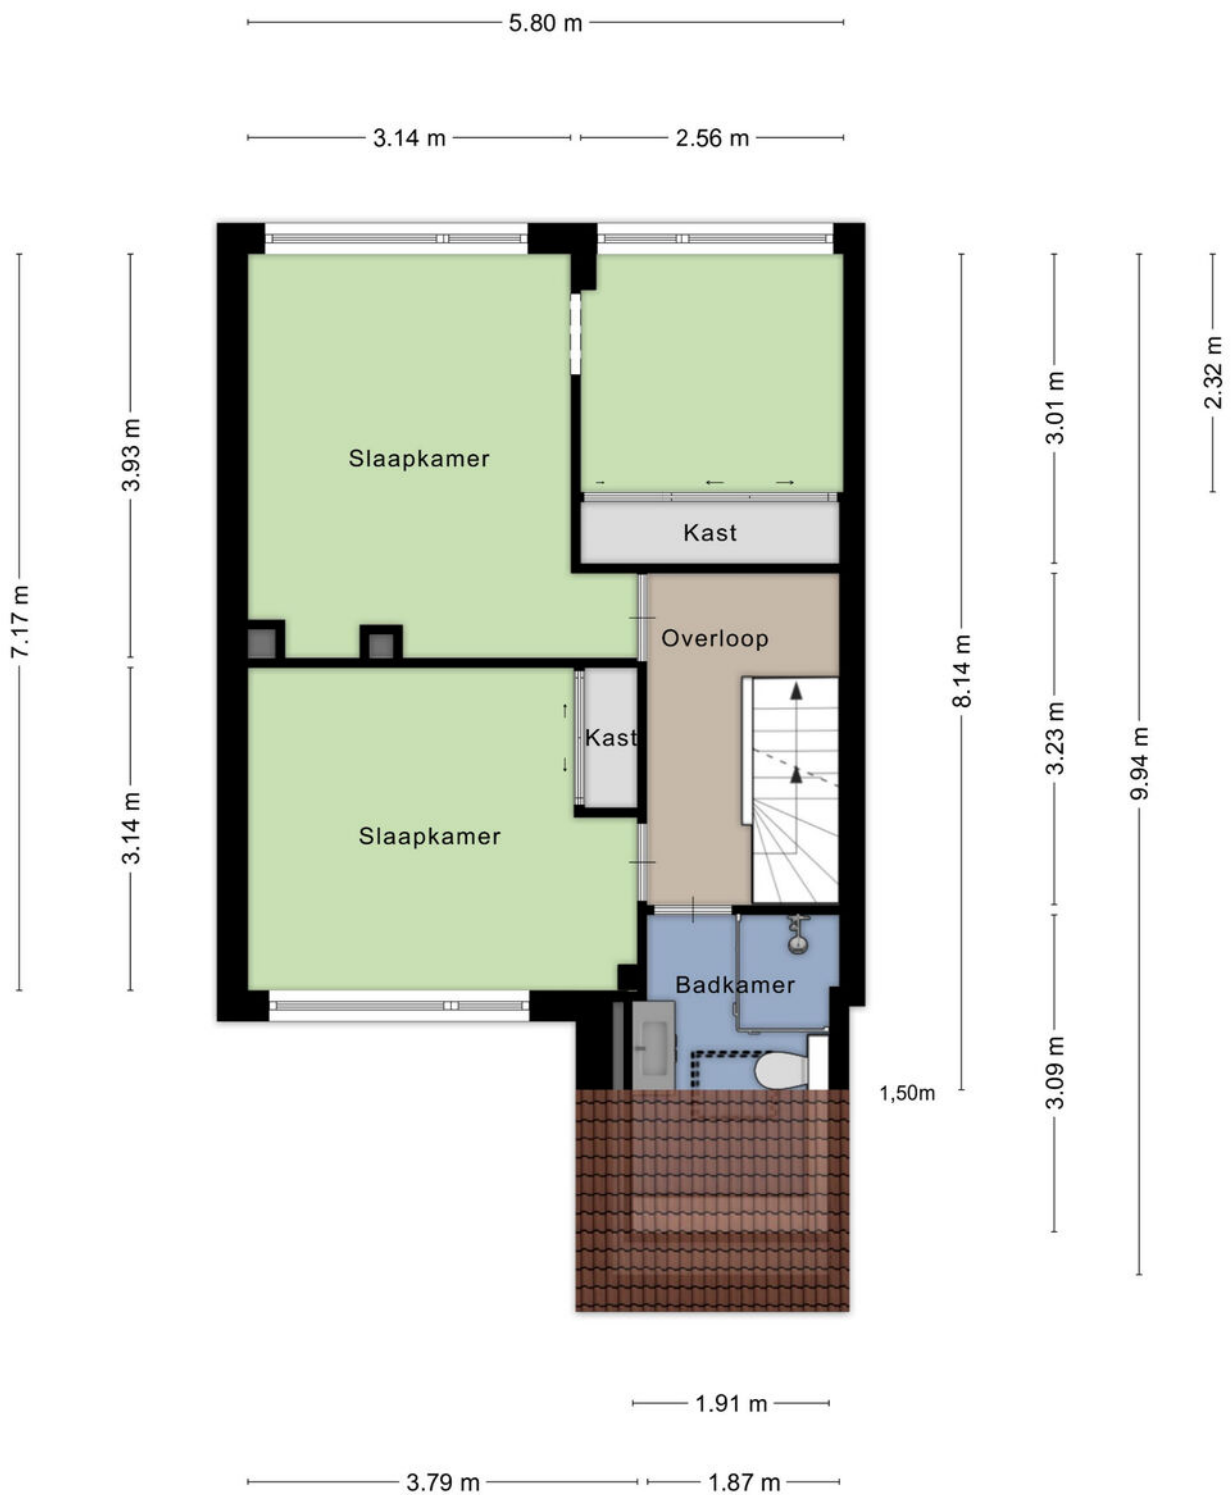 5.80 m
3.14 m
2.56 m
7.17 m
3.93 m
3.14 m
Slaapkamer
Kast
Overloop
Kast
Slaapkamer
Badkamer
8.14 m
3.01 m
3.23 m
3.09 m
9.94 m
2.32 m
1,50m
1.91 m
3.79 m
1.87 m